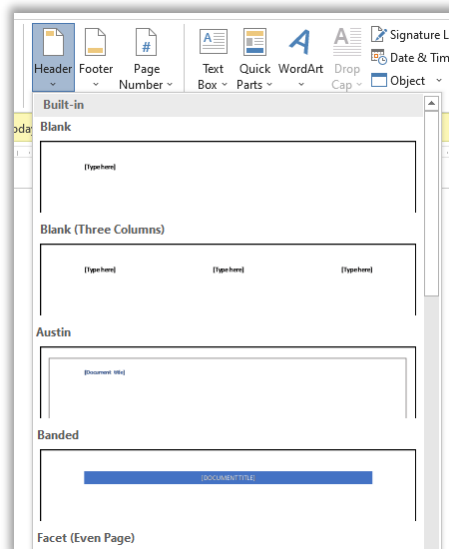 Header Footer Page Number
Text Box Quick Parts WordArt Drop Cap
Signature L
Date & Tim
Object
oday
Built-in
Blank
[Type here]
Blank (Three Columns)
[Type here] [Type here] [Type here]
Austin
[Document title]
Banded
[DOCUMENT TITLE]
Facet (Even Page)